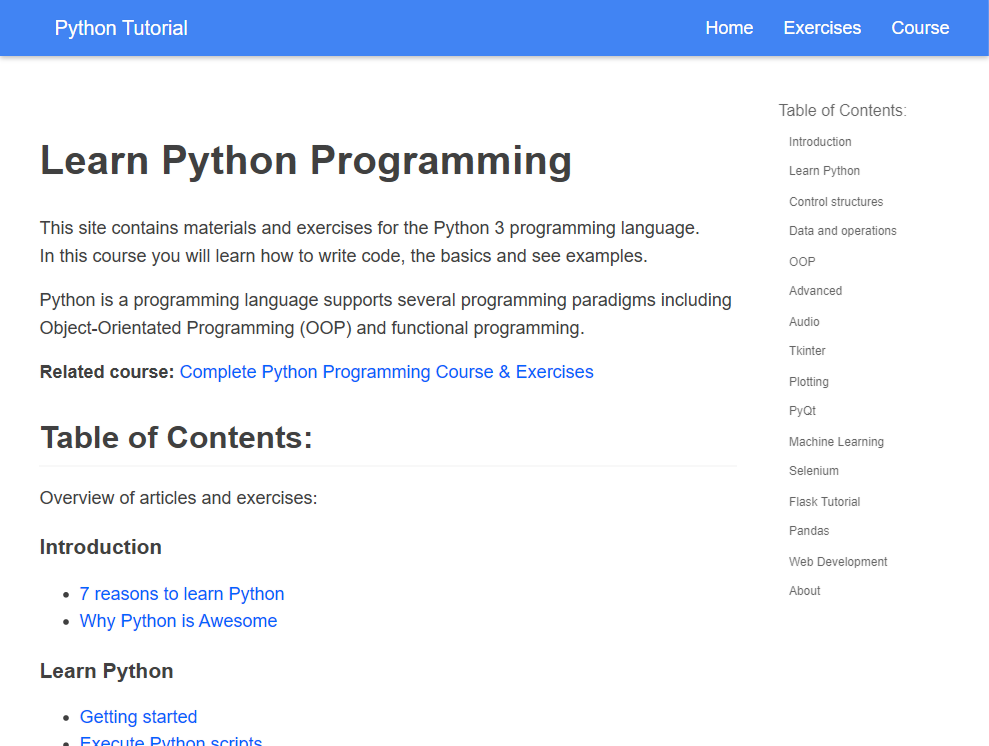 Python Tutorial
Home
Exercises
Course
Learn Python Programming
This site contains materials and exercises for the Python 3 programming language.
In this course you will learn how to write code, the basics and see examples.
Python is a programming language supports several programming paradigms including
Object-Orientated Programming (OOP) and functional programming.
Related course: Complete Python Programming Course & Exercises
Table of Contents:
Overview of articles and exercises:
Introduction
7 reasons to learn Python
Why Python is Awesome
Learn Python
Getting started
Execute Python scripts
Table of Contents:
Introduction
Learn Python
Control structures
Data and operations
OOP
Advanced
Audio
Tkinter
Plotting
PyQt
Machine Learning
Selenium
Flask Tutorial
Pandas
Web Development
About